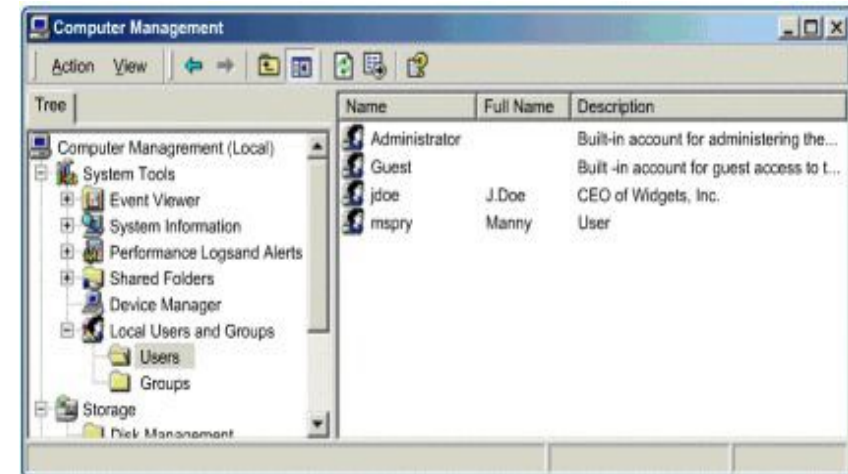 Computer Management
Action View
Tree
Name Full Name Description
Computer Managrement (Local)
System Tools
Event Viewer
System Information
Performance Logsand Alerts
Shared Folders
Device Manager
Local Users and Groups
Users
Groups
Storage
Disk Management
Administrator Built-in account for administering the...
Guest Built -in account for guest access to t...
jdoe J.Doe CEO of Widgets, Inc.
mspry Manny User